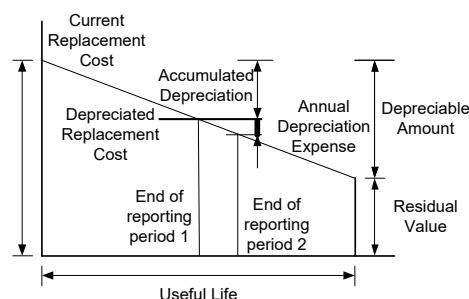 Current
Replacement
Cost
Accumulated
Depreciation
Depreciated
Replacement
Cost
Annual
Depreciation
Expense
Depreciable
Amount
End of
reporting
period 1
End of
reporting
period 2
Residual
Value
Useful Life